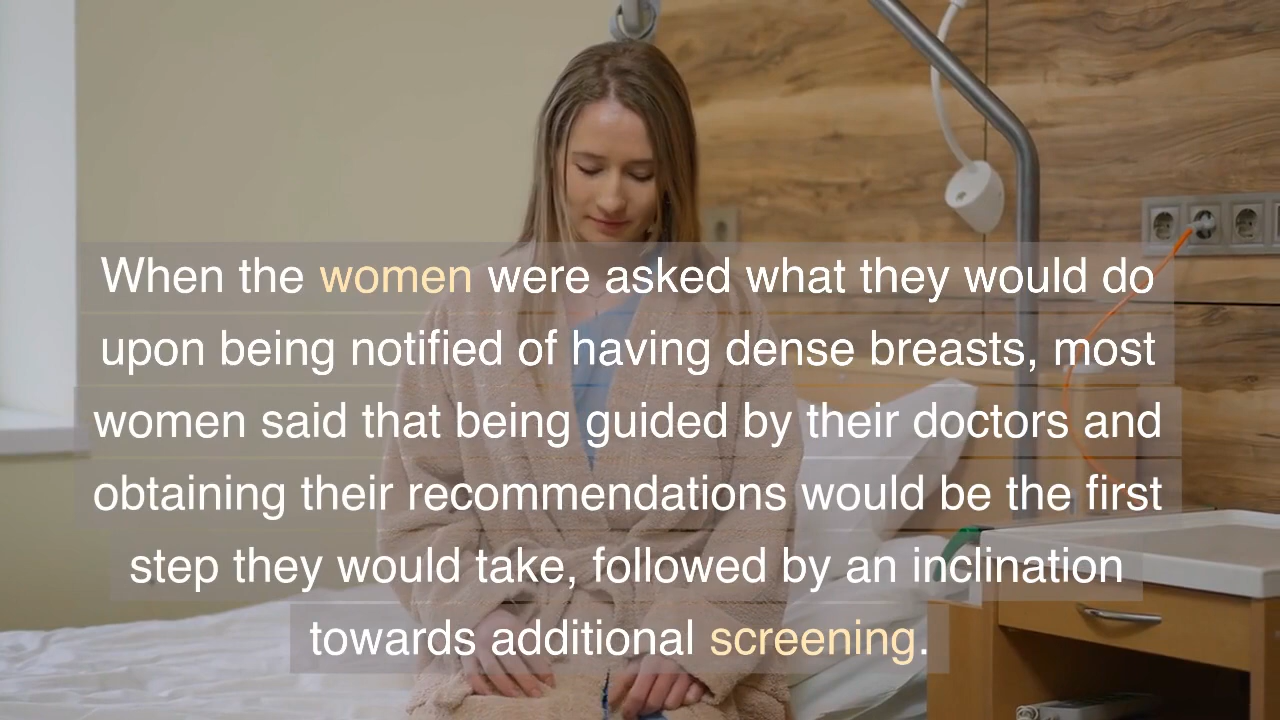 When the women were asked what they would do
upon being notified of having dense breasts, most
women said that being guided by their doctors and
obtaining their recommendations would be the first
step they would take, followed by an inclination
towards additional screening.